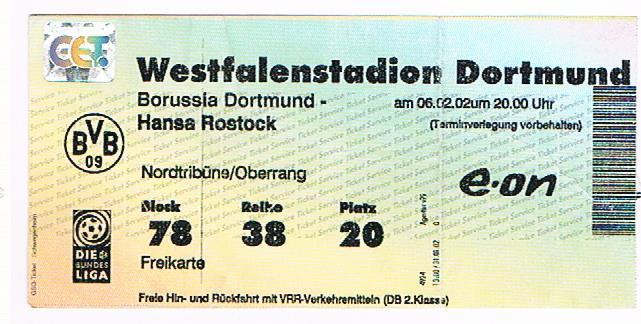 CET.
Westfalenstadion Dortmund
Borussia Dortmund -
am 06.02.02um 20.00 Uhr
Hansa Rostock
(Terminverlegung vorbehalten)
BVB
09
Nordtribüne/Oberrang
e·on
Block Reihe Platz
78 38 20
DIE
BUNDES
LIGA
Freikarte
Freie Hin- und Rückfahrt mit VRR-Verkehrsmitteln (DB 2.Klasse)